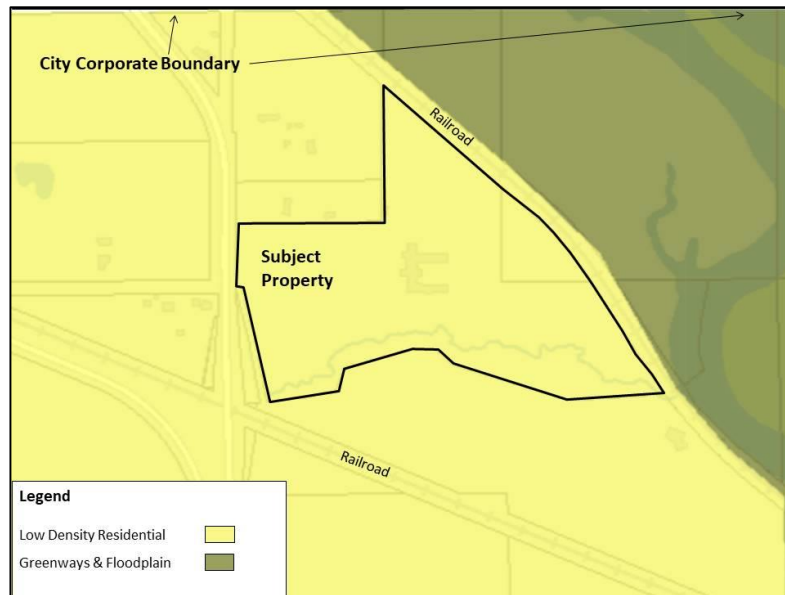 City Corporate Boundary
Railroad
Subject
Property
Railroad
Legend
Low Density Residential
Greenways & Floodplain